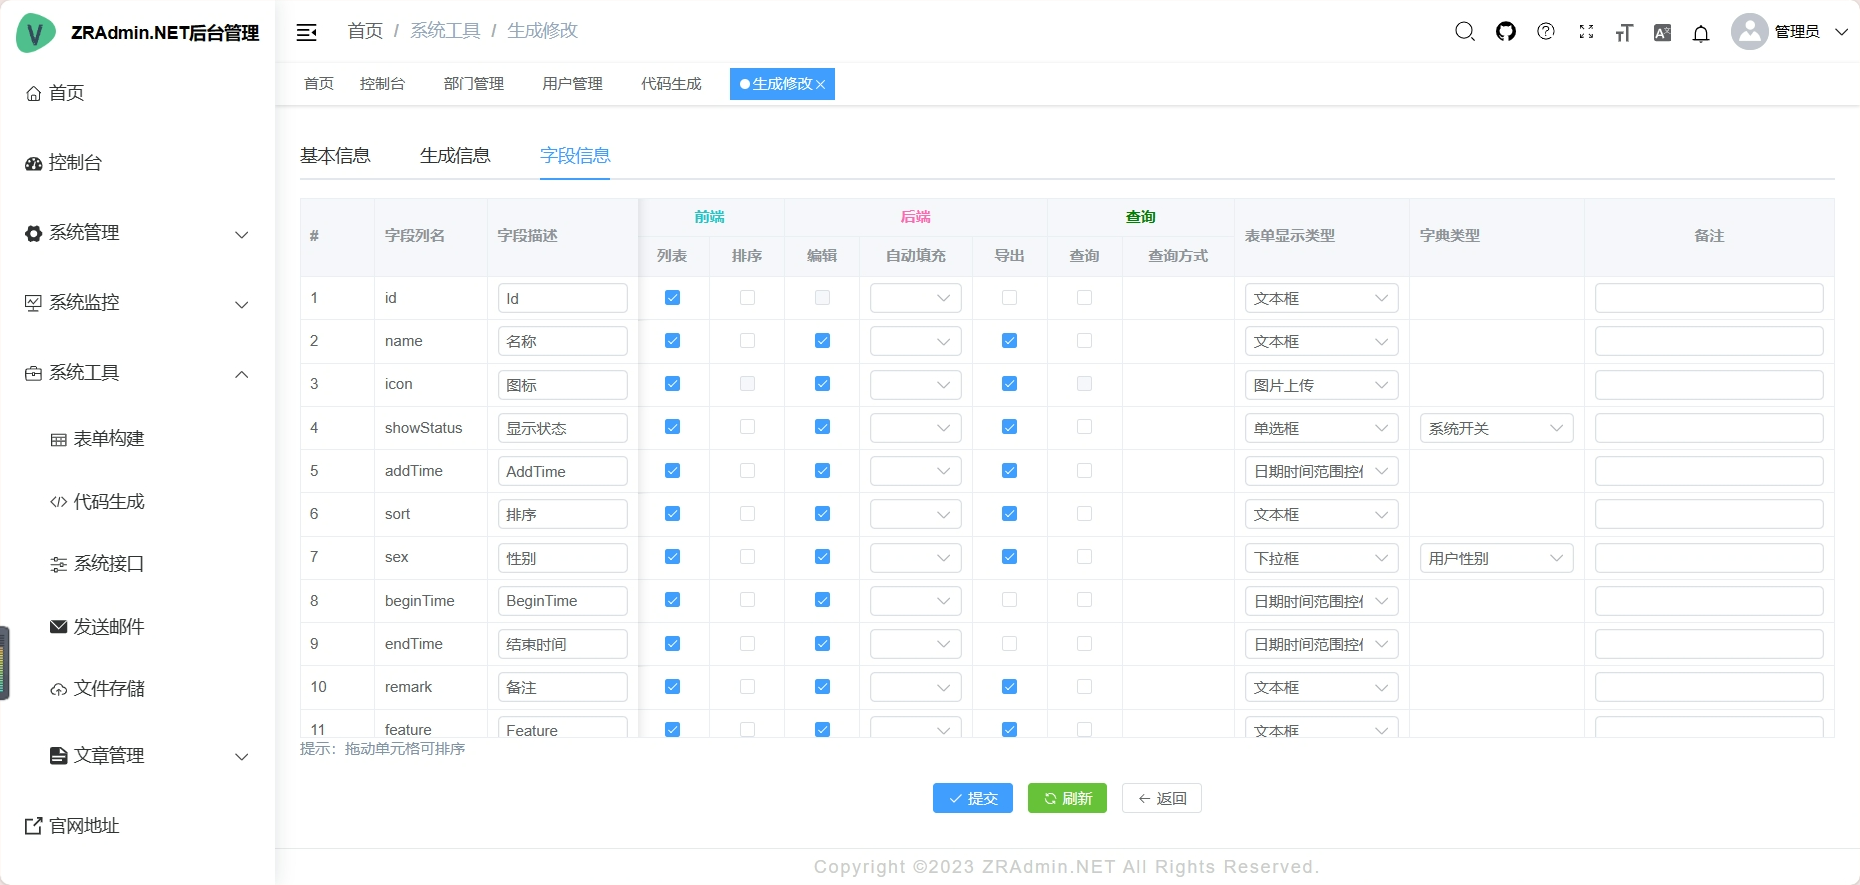 ZRAdmin.NET后台管理
首页 / 系统工具 / 生成修改
管理员
首页 控制台 部门管理 用户管理 代码生成 生成修改
首页
控制台
系统管理
系统监控
系统工具
表单构建
代码生成
系统接口
发送邮件
文件存储
文章管理
官网地址
基本信息 生成信息 字段信息
# 字段列名 字段描述 前端 后端 查询 表单显示类型 字典类型 备注
列表 排序 编辑 自动填充 导出 查询 查询方式
1 id Id 文本框
2 name 名称 文本框
3 icon 图标 图片上传
4 showStatus 显示状态 单选框 系统开关
5 addTime AddTime 日期时间范围控
6 sort 排序 文本框
7 sex 性别 下拉框 用户性别
8 beginTime BeginTime 日期时间范围控
9 endTime 结束时间 日期时间范围控
10 remark 备注 文本框
11 feature Feature 文本框
提示：拖动单元格可排序
提交 刷新 返回
Copyright ©2023 ZRAdmin.NET All Rights Reserved.